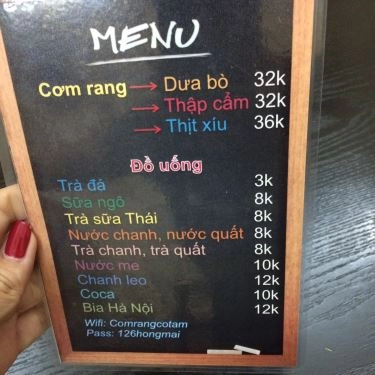 MENU
Cơm rang → Dưa bò 32k
→ Thập cẩm 32k
→ Thịt xíu 36k
Đồ uống
Trà đá 3k
Sữa ngô 8k
Trà sữa Thái 8k
Nước chanh, nước quất 8k
Trà chanh, trà quất 8k
Nước me 10k
Chanh leo 12k
Coca 10k
Bia Hà Nội 12k
Wifi: Comrangcotam
Pass: 126hongmai